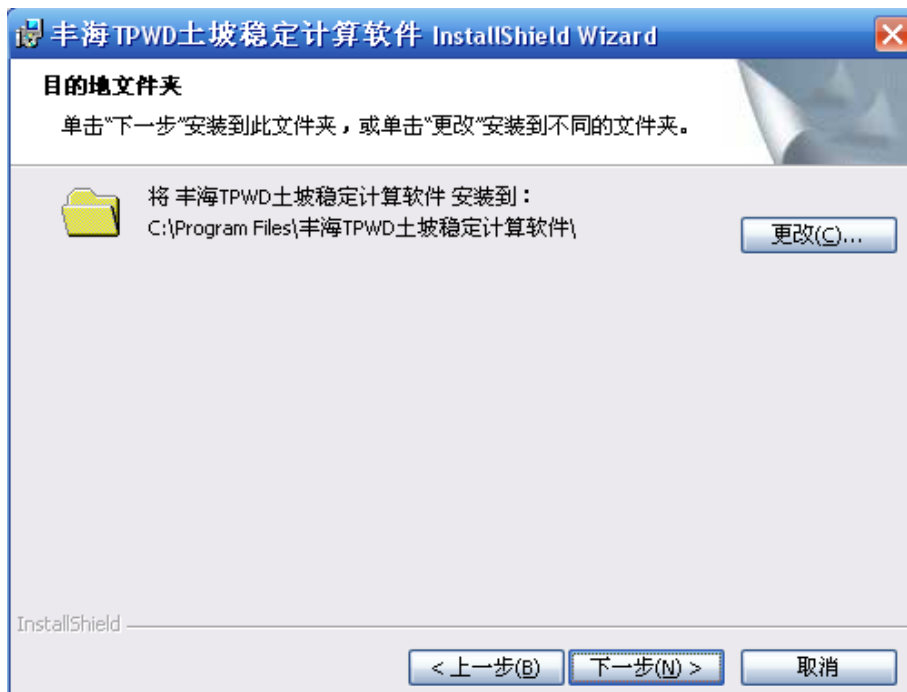 丰海TPWD土坡稳定计算软件 InstallShield Wizard
目的地文件夹
单击“下一步”安装到此文件夹，或单击“更改”安装到不同的文件夹。
将 丰海TPWD土坡稳定计算软件 安装到：
C:\Program Files\丰海TPWD土坡稳定计算软件\
更改(C)...
InstallShield
< 上一步(B)
下一步(N) >
取消